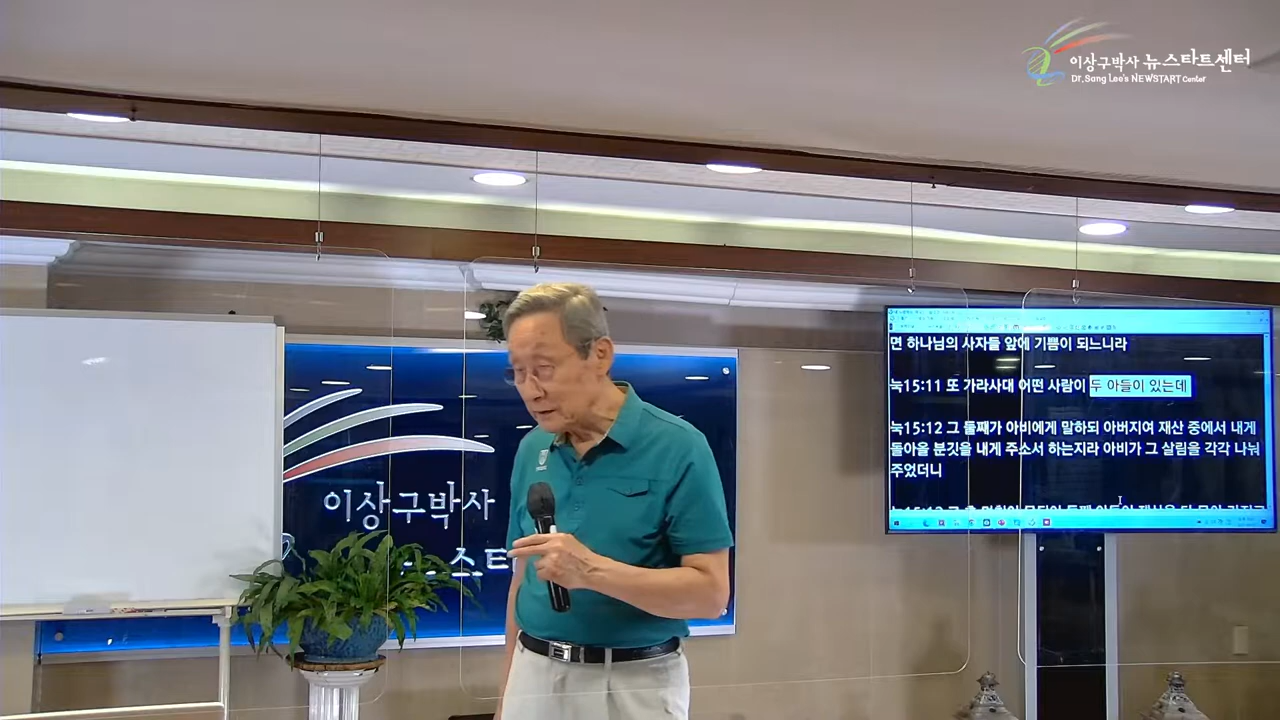 이상구박사 뉴스타트센터
Dr. Sang Lee's NEWSTART Center
이상구박사
스타
면 하나님의 사자들 앞에 기쁨이 되느니라
눅15:11 또 가라사대 어떤 사람이 두 아들이 있는데
눅15:12 그 둘째가 아비에게 말하되 아버지여 재산 중에서 내게
돌아올 분깃을 내게 주소서 하는지라 아비가 그 살림을 각각 나눠
주었더니